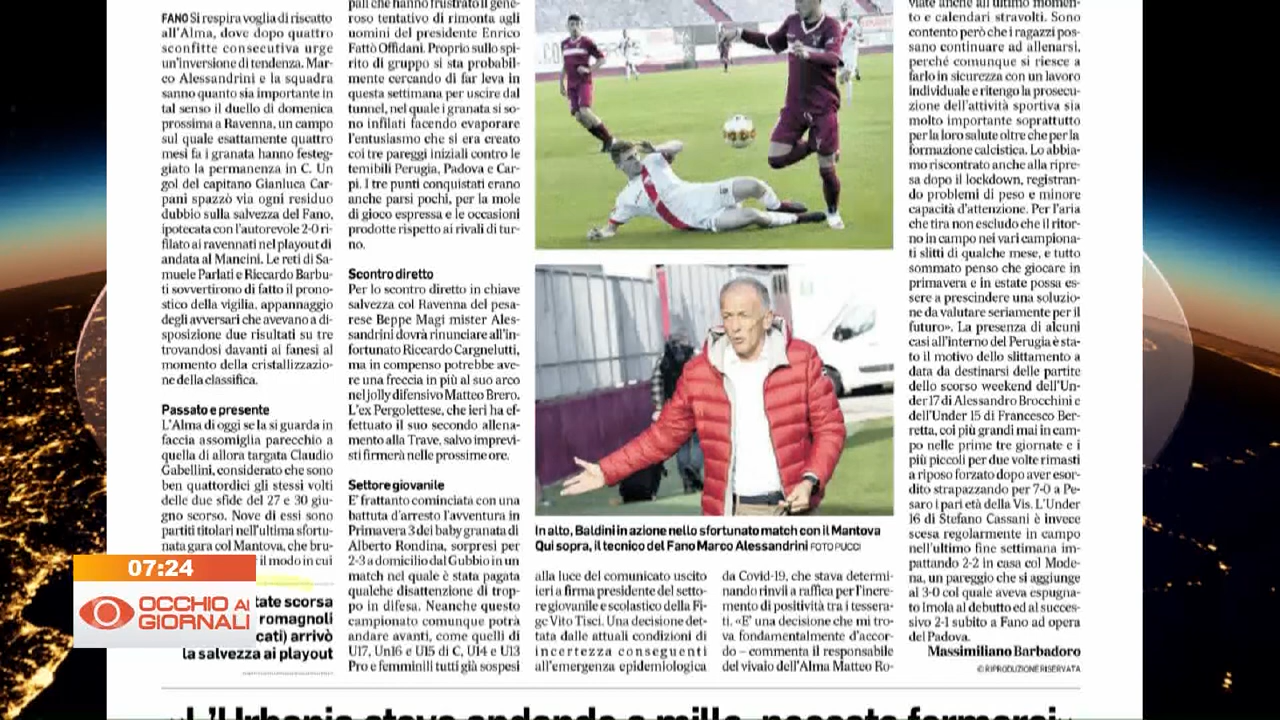 FANO Si respira voglia di riscatto
all'Alma, dove dopo quattro
sconfitte consecutiva urge
un'inversione di tendenza. Mar-
co Alessandrini e la squadra
sanno quanto sia importante in
tal senso il duello di domenica
prossima a Ravenna, un campo
sul quale esattamente quattro
mesi fa i granata hanno festeg-
giato la permanenza in C. Un
gol del capitano Gianluca Car-
pani spazzò via ogni residuo
dubbio sulla salvezza del Fano,
ipotecata con l'autorevole 2-0 ri-
filato ai ravennati nel playout di
andata al Mancini. Le reti di Sa-
muele Parlati e Riccardo Barbu-
ti sovvertirono di fatto il prono-
stico della vigilia, appannaggio
degli avversari che avevano a di-
sposizione due risultati su tre
trovandosi davanti ai fanesi al
momento della cristallizzazio-
ne della classifica.
Passato e presente
L'Alma di oggi se la si guarda in
faccia assomiglia parecchio a
quella di allora targata Claudio
Gabellini, considerato che sono
ben quattordici gli stessi volti
delle due sfide del 27 e 30 giu-
gno scorso. Nove di essi sono
partiti titolari nell'ultima sfortu-
nata gara col Mantova, che bru-
il modo in cui
tate scorsa
romagnoli
cati) arrivò
la salvezza ai playout
pali che hanno frustrato il gene-
roso tentativo di rimonta agli
uomini del presidente Enrico
Fattò Offidani. Proprio sullo spi-
rito di gruppo si sta probabil-
mente cercando di far leva in
questa settimana per uscire dal
tunnel, nel quale i granata si so-
no infilati facendo evaporare
l'entusiasmo che si era creato
coi tre pareggi iniziali contro le
temibili Perugia, Padova e Car-
pi. I tre punti conquistati erano
anche parsi pochi, per la mole
di gioco espressa e le occasioni
prodotte rispetto ai rivali di tur-
no.
Scontro diretto
Per lo scontro diretto in chiave
salvezza col Ravenna del pesa-
rese Beppe Magi mister Ales-
sandrini dovrà rinunciare all'in-
fortunato Riccardo Cargnelutti,
ma in compenso potrebbe ave-
re una freccia in più al suo arco
nel jolly difensivo Matteo Brero.
L'ex Pergolettese, che ieri ha ef-
fettuato il suo secondo allena-
mento alla Trave, salvo imprevi-
sti firmerà nelle prossime ore.
Settore giovanile
E' frattanto cominciata con una
battuta d'arresto l'avventura in
Primavera 3 dei baby granata di
Alberto Rondina, sorpresi per
2-3 a domicilio dal Gubbio in un
match nel quale è stata pagata
qualche disattenzione di trop-
po in difesa. Neanche questo
campionato comunque potrà
andare avanti, come quelli di
U17, Un16 e U15 di C, U14 e U13
Pro e femminili tutti già sospesi
In alto, Baldini in azione nello sfortunato match con il Mantova
Qui sopra, il tecnico del Fano Marco Alessandrini FOTO PUCCI
alla luce del comunicato uscito
ieri a firma presidente del setto-
re giovanile e scolastico della Fi-
gc Vito Tisci. Una decisione det-
tata dalle attuali condizioni di
incertezza conseguenti
all'emergenza epidemiologica
da Covid-19, che stava determi-
nando rinvii a raffica per l'incre-
mento di positività tra i tessera-
ti. «E' una decisione che mi tro-
va fondamentalmente d'accor-
do – commenta il responsabile
del vivaio dell'Alma Matteo Ro-
viate anche all'ultimo momen-
to e calendari stravolti. Sono
contento però che i ragazzi pos-
sano continuare ad allenarsi,
perché comunque si riesce a
farlo in sicurezza con un lavoro
individuale e ritengo la prosecu-
zione dell'attività sportiva sia
molto importante soprattutto
per la loro salute oltre che per la
formazione calcistica. Lo abbia-
mo riscontrato anche alla ripre-
sa dopo il lockdown, registran-
do problemi di peso e minore
capacità d'attenzione. Per l'aria
che tira non escludo che il ritor-
no in campo nei vari campiona-
ti slitti di qualche mese, e tutto
sommato penso che giocare in
primavera e in estate possa es-
sere a prescindere una soluzio-
ne da valutare seriamente per il
futuro». La presenza di alcuni
casi all'interno del Perugia è sta-
to il motivo dello slittamento a
data da destinarsi delle partite
dello scorso weekend dell'Un-
der 17 di Alessandro Brocchini e
dell'Under 15 di Francesco Ber-
retta, coi più grandi mai in cam-
po nelle prime tre giornate e i
più piccoli per due volte rimasti
a riposo forzato dopo aver esor-
dito strapazzando per 7-0 a Pe-
saro i pari età della Vis. L'Under
16 di Stefano Cassani è invece
scesa regolarmente in campo
nell'ultimo fine settimana im-
pattando 2-2 in casa col Mode-
na, un pareggio che si aggiunge
al 3-0 col quale aveva espugna-
to Imola al debutto ed al succes-
sivo 2-1 subito a Fano ad opera
del Padova.
Massimiliano Barbadoro
© RIPRODUZIONE RISERVATA
07:24
OCCHIO AI
GIORNALI
«L'Urbania stava andando a mille, peccato fermarsi»